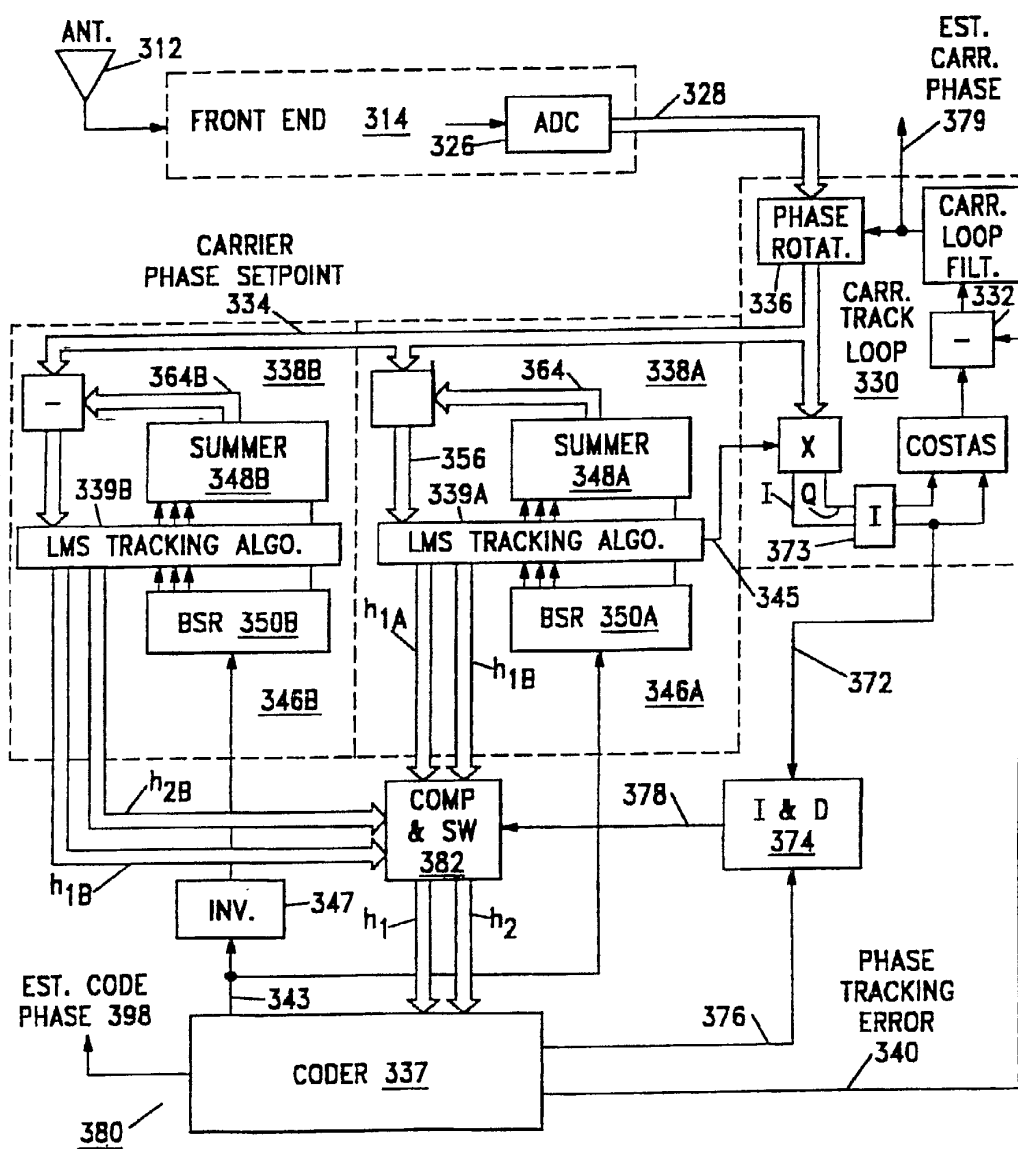 ANT.
312
FRONT END 314
326
ADC
328
EST.
CARR.
PHASE
379
PHASE
ROTAT.
336
CARR.
LOOP
FILT.
332
CARR.
TRACK
LOOP
330
CARRIER
PHASE SETPOINT
334
–
364B
338B
364
338A
–
SUMMER
348B
356
SUMMER
348A
X
COSTAS
339B
339A
I
Q
I
373
LMS TRACKING ALGO.
LMS TRACKING ALGO.
345
BSR 350B
h1A
BSR 350A
h1B
372
346B
346A
h2B
COMP
& SW
382
378
I & D
374
h1B
INV.
347
h1
h2
EST. CODE
PHASE 398
343
PHASE
TRACKING
ERROR
340
376
CODER 337
380